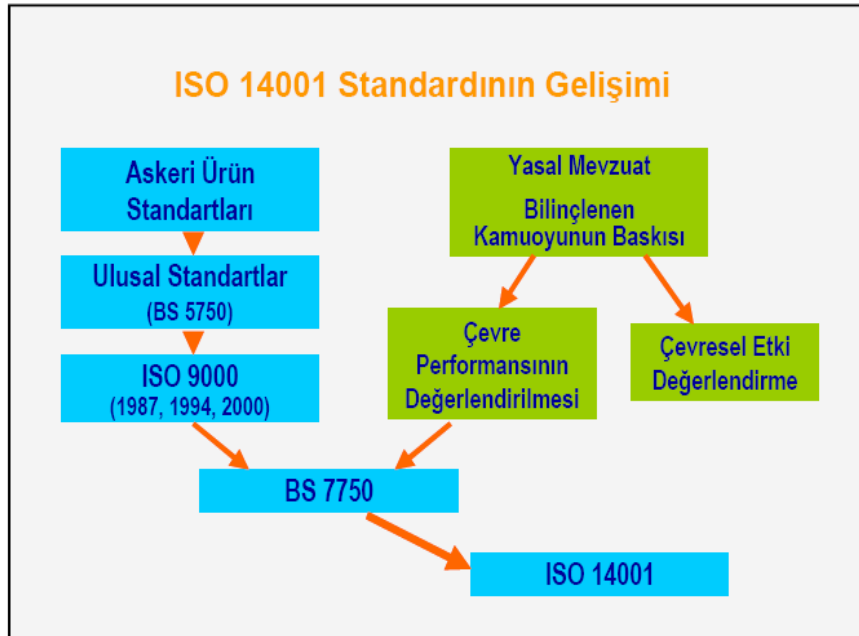 ISO 14001 Standardının Gelişimi
Askeri Ürün
Standartları
Ulusal Standartlar
(BS 5750)
ISO 9000
(1987, 1994, 2000)
Yasal Mevzuat
Bilinçlenen
Kamuoyunun Baskısı
Çevre
Performansının
Değerlendirilmesi
Çevresel Etki
Değerlendirme
BS 7750
ISO 14001